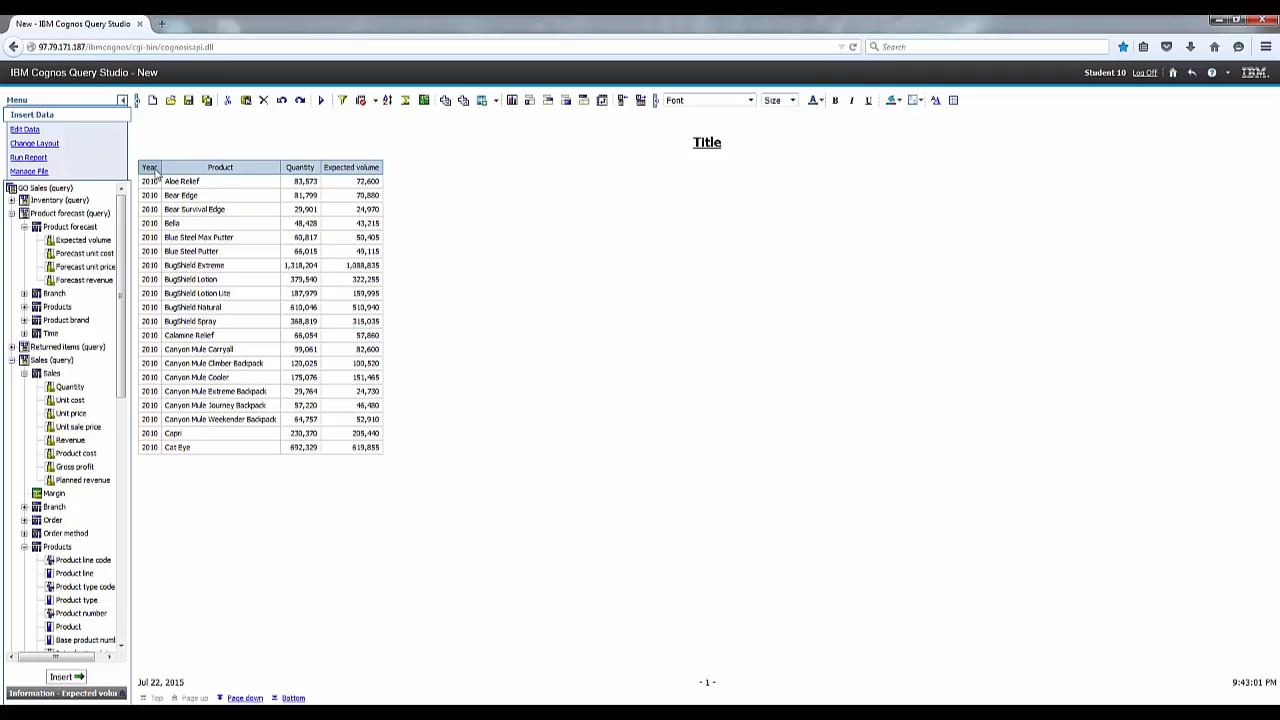 New - IBM Cognos Query Studio
97.79.171.187/ibmcognos/cgi-bin/cognosisapi.dll
Search
IBM Cognos Query Studio - New
Student 10 Log Off
IBM
Menu
Font
Size
Insert Data
Edit Data
Change Layout
Run Report
Manage File
GO Sales (query)
Inventory (query)
Product forecast (query)
Product forecast
Expected volume
Forecast unit cost
Forecast unit price
Forecast revenue
Branch
Products
Product brand
Time
Returned items (query)
Sales (query)
Sales
Quantity
Unit cost
Unit price
Unit sale price
Revenue
Product cost
Gross profit
Planned revenue
Margin
Branch
Order
Order method
Products
Product line code
Product line
Product type code
Product type
Product number
Product
Base product numl
Insert
Information - Expected volu
Title
Year Product Quantity Expected volume
2010 Aloe Relief 83,573 72,600
2010 Bear Edge 81,799 70,880
2010 Bear Survival Edge 29,901 24,970
2010 Bella 48,428 43,215
2010 Blue Steel Max Putter 60,817 50,405
2010 Blue Steel Putter 66,015 49,115
2010 BugShield Extreme 1,318,204 1,088,835
2010 BugShield Lotion 379,540 322,255
2010 BugShield Lotion Lite 187,979 159,995
2010 BugShield Natural 610,046 510,940
2010 BugShield Spray 368,819 315,035
2010 Calamine Relief 66,054 57,860
2010 Canyon Mule Carryall 99,061 82,600
2010 Canyon Mule Climber Backpack 120,025 100,520
2010 Canyon Mule Cooler 175,076 151,465
2010 Canyon Mule Extreme Backpack 29,764 24,730
2010 Canyon Mule Journey Backpack 57,220 46,480
2010 Canyon Mule Weekender Backpack 64,757 52,910
2010 Capri 230,370 205,440
2010 Cat Eye 692,329 619,855
Jul 22, 2015
- 1 -
9:43:01 PM
Top Page up Page down Bottom